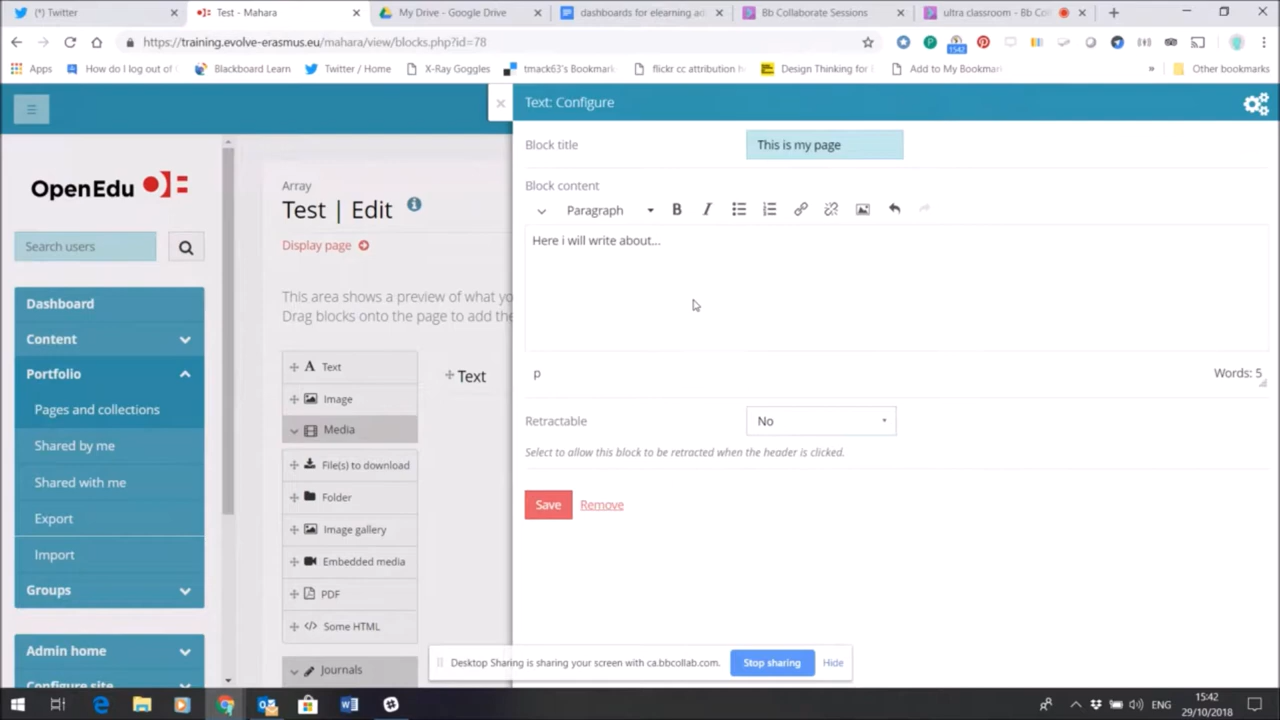 (*) Twitter
Test - Mahara
My Drive - Google Drive
dashboards for elearning ad
Bb Collaborate Sessions
ultra classroom - Bb Col
https://training.evolve-erasmus.eu/mahara/view/blocks.php?id=78
1542
Apps
How do I log out of
Blackboard Learn
Twitter / Home
X-Ray Goggles
tmack63's Bookmark
flickr cc attribution h
Design Thinking for
Add to My Bookmar
»
Other bookmarks
Text: Configure
OpenEdu
Search users
Dashboard
Content
Portfolio
Pages and collections
Shared by me
Shared with me
Export
Import
Groups
Admin home
Configure site
Array
Test | Edit
Display page
This area shows a preview of what yo
Drag blocks onto the page to add the
Text
Image
Media
File(s) to download
Folder
Image gallery
Embedded media
PDF
Some HTML
Journals
Text
Block title
This is my page
Block content
Paragraph
B I
Here i will write about...
p
Words: 5
Retractable
No
Select to allow this block to be retracted when the header is clicked.
Save
Remove
Desktop Sharing is sharing your screen with ca.bbcollab.com.
Stop sharing
Hide
ENG
15:42
29/10/2018